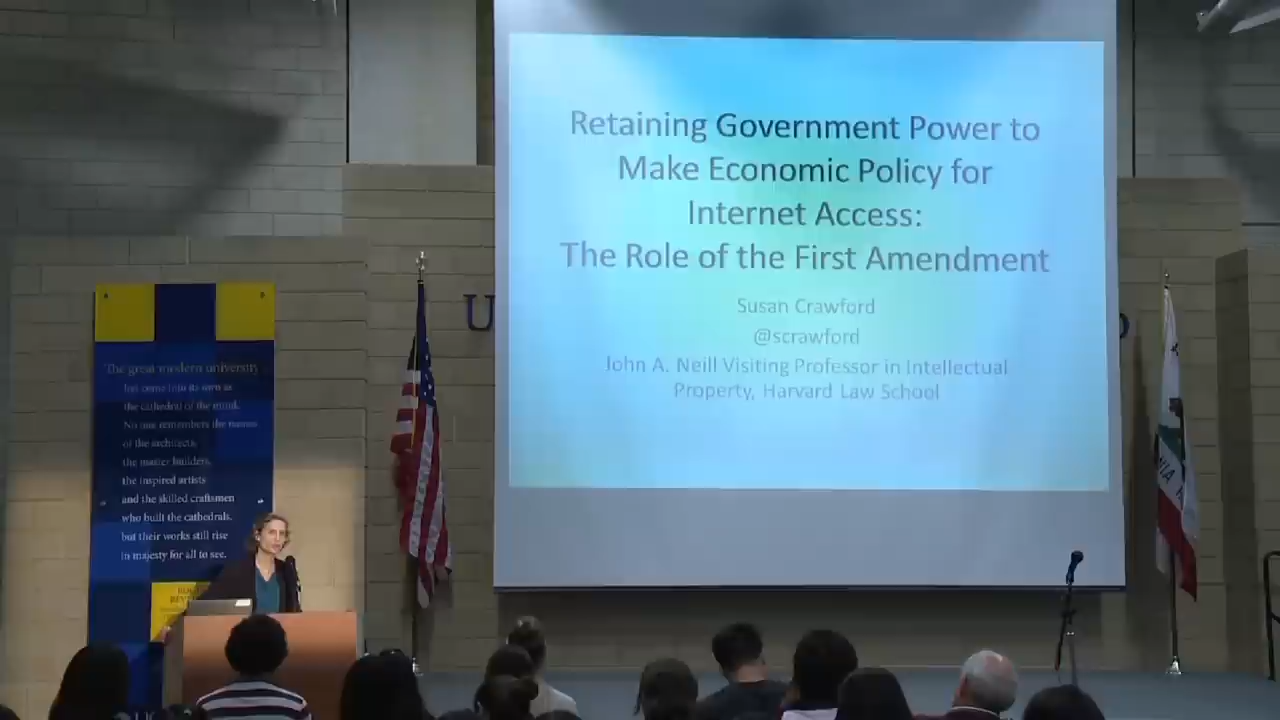 Retaining Government Power to
Make Economic Policy for
Internet Access:
The Role of the First Amendment
Susan Crawford
@scrawford
John A. Neill Visiting Professor in Intellectual
Property, Harvard Law School
The great modern university
has come into its own as
the cathedral of the mind.
No one remembers the names
of the architects,
the master builders,
the inspired artists
and the skilled craftsmen
who built the cathedrals,
but their works still rise
in majesty for all to see.
U